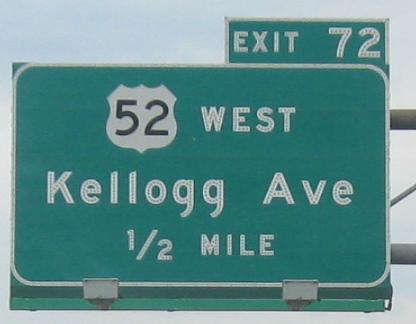 EXIT 72
52 WEST
Kellogg Ave
1/2 MILE